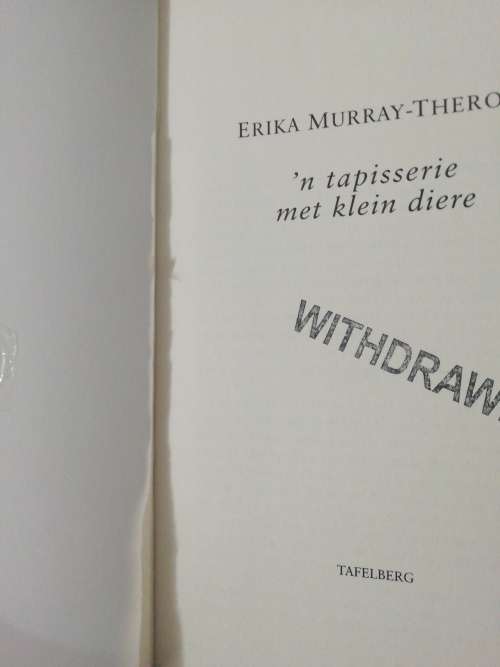 ERIKA MURRAY-THERO
'n tapisserie
met klein diere
WITHDRAW
TAFELBERG